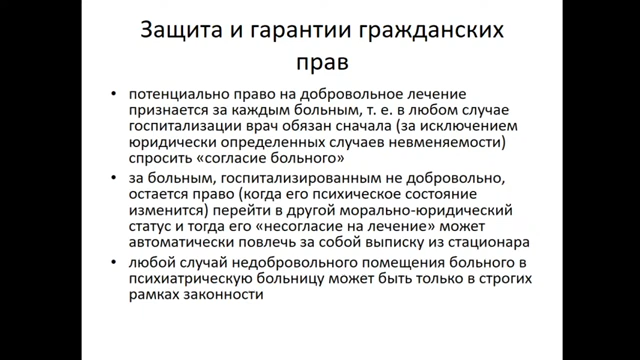 Защита и гарантии гражданских
прав
• потенциально право на добровольное лечение
признается за каждым больным, т. е. в любом случае
госпитализации врач обязан сначала (за исключением
юридически определенных случаев невменяемости)
спросить «согласие больного»
• за больным, госпитализированным не добровольно,
остается право (когда его психическое состояние
изменится) перейти в другой морально-юридический
статус и тогда его «несогласие на лечение» может
автоматически повлечь за собой выписку из стационара
• любой случай недобровольного помещения больного в
психиатрическую больницу может быть только в строгих
рамках законности